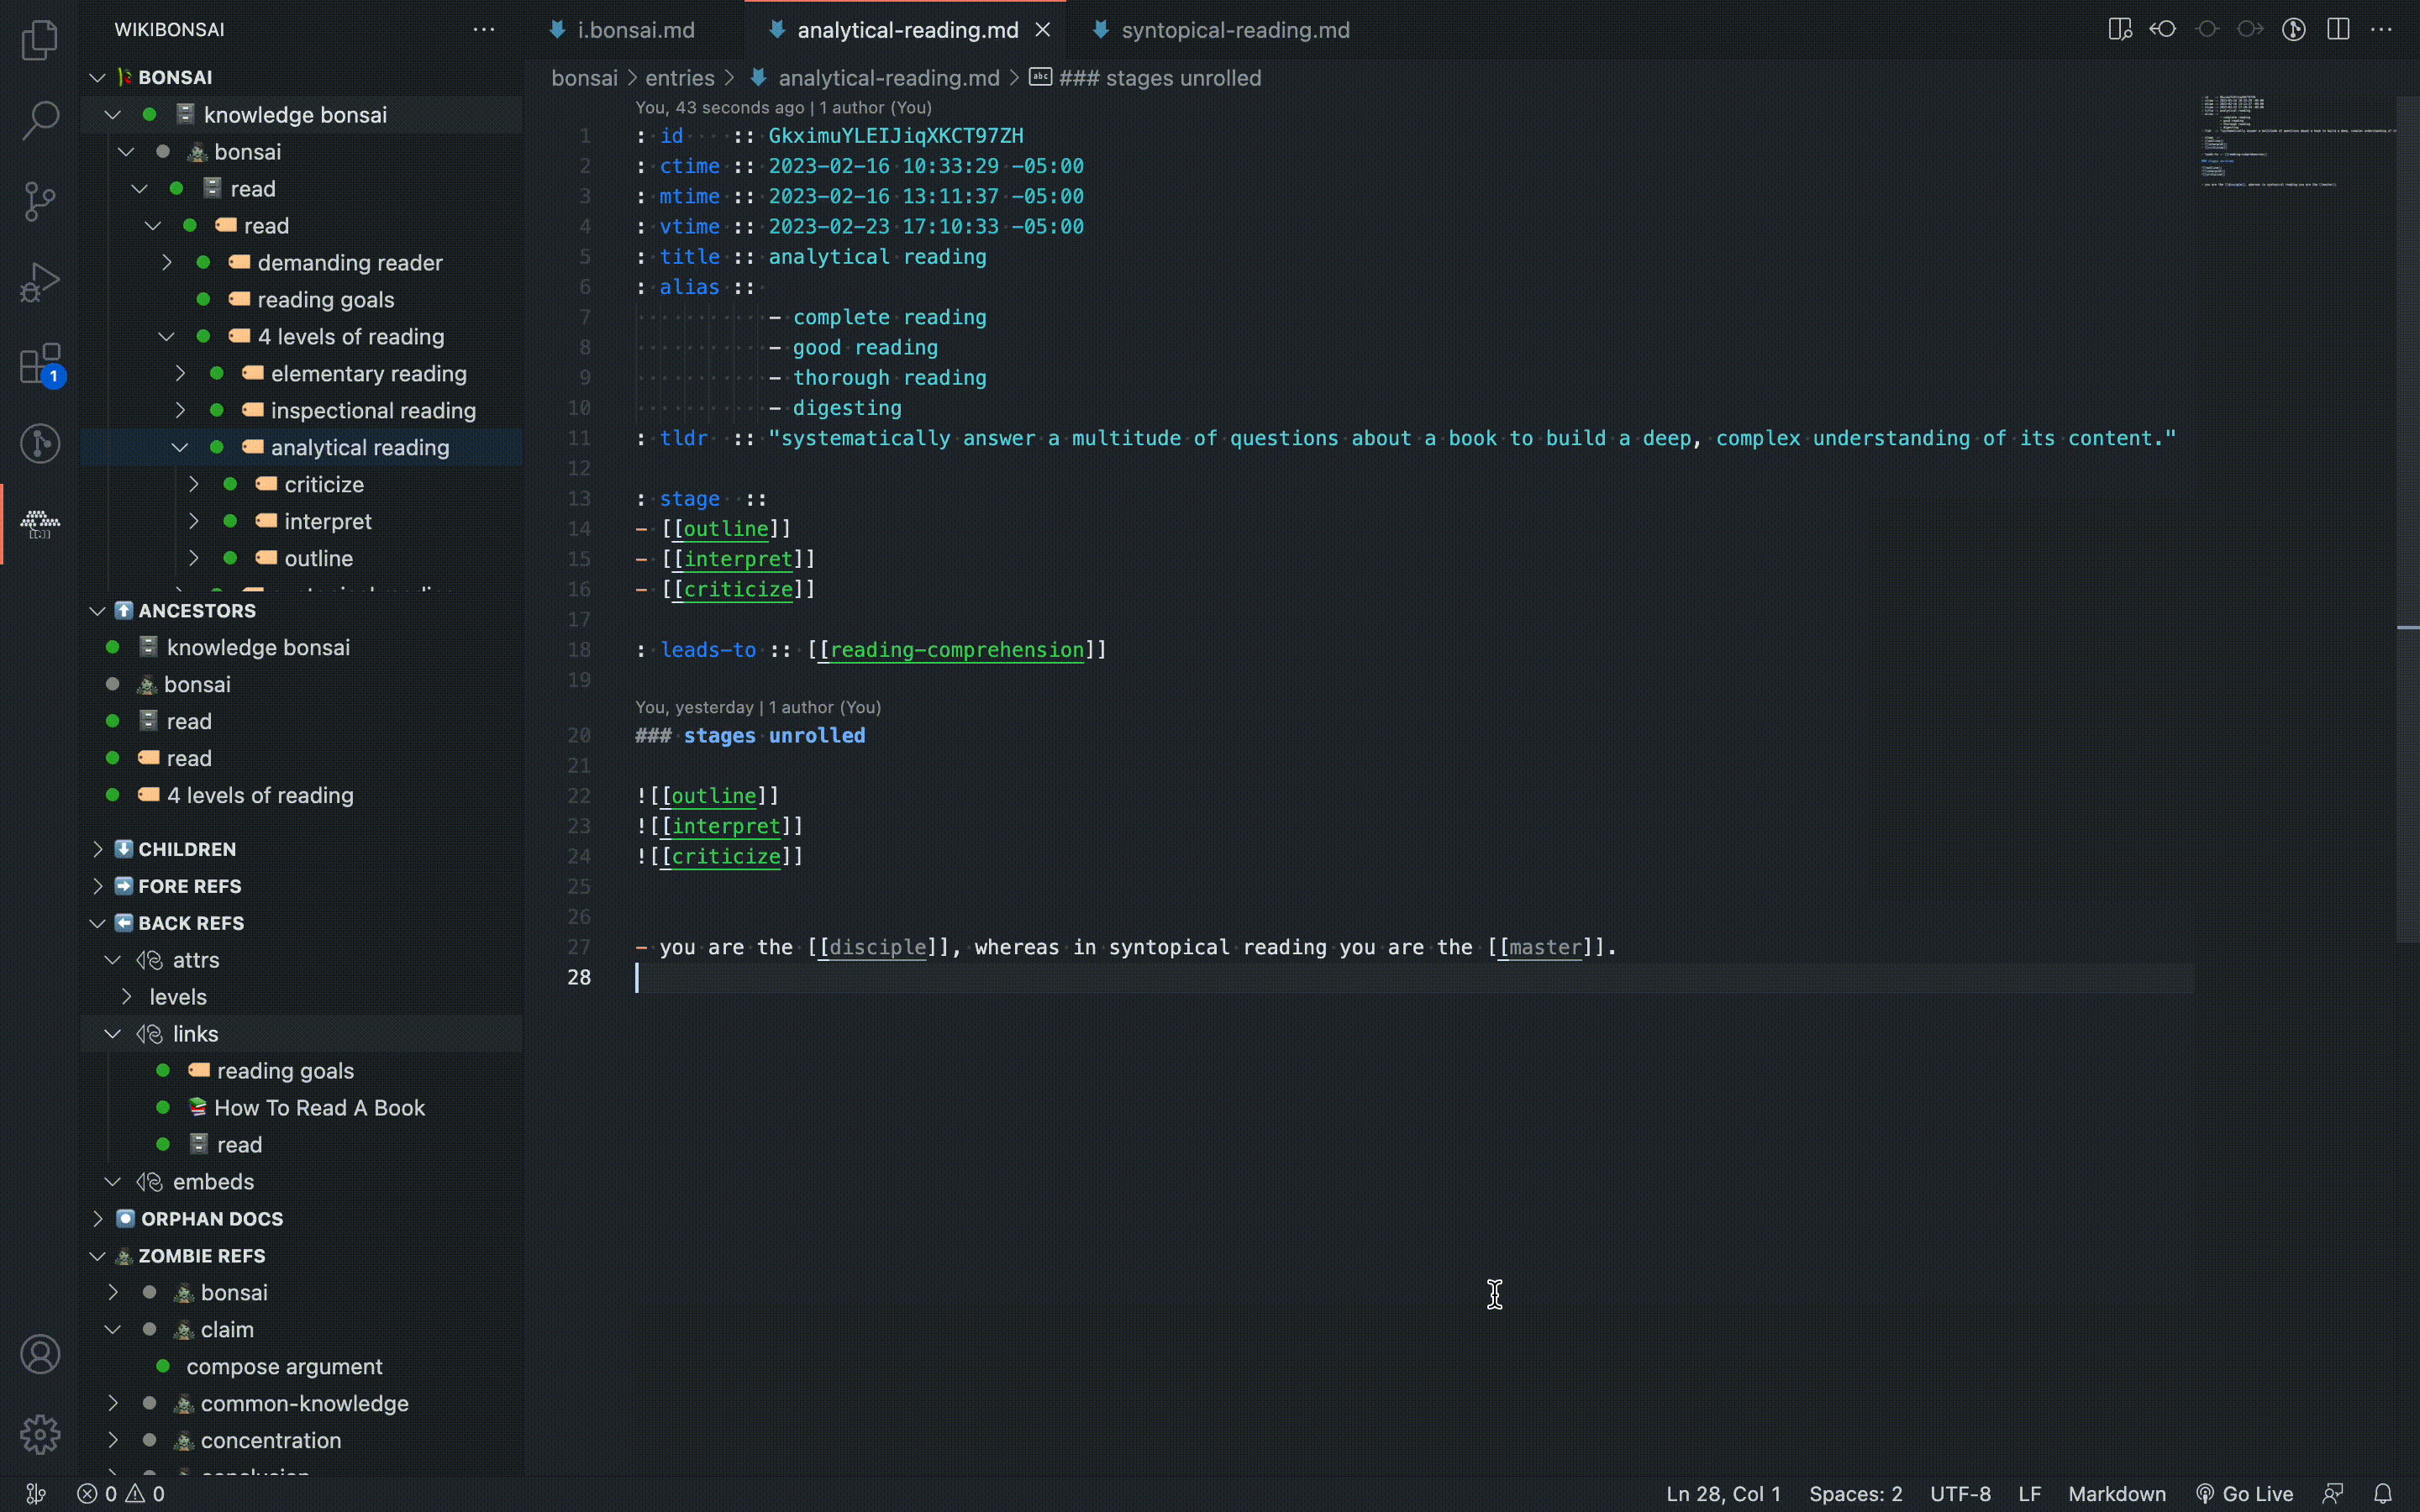 WIKIBONSAI
BONSAI
knowledge bonsai
bonsai
read
read
demanding reader
reading goals
4 levels of reading
elementary reading
inspectional reading
analytical reading
criticize
interpret
outline
ANCESTORS
knowledge bonsai
bonsai
read
read
4 levels of reading
CHILDREN
FORE REFS
BACK REFS
attrs
levels
links
reading goals
How To Read A Book
read
embeds
ORPHAN DOCS
ZOMBIE REFS
bonsai
claim
compose argument
common-knowledge
concentration
1
i.bonsai.md analytical-reading.md syntopical-reading.md
bonsai > entries > analytical-reading.md > abc ### stages unrolled
You, 43 seconds ago | 1 author (You)
1 : id :: GkximuYLEIJiqXKCT97ZH
2 : ctime :: 2023-02-16 10:33:29 -05:00
3 : mtime :: 2023-02-16 13:11:37 -05:00
4 : vtime :: 2023-02-23 17:10:33 -05:00
5 : title :: analytical reading
6 : alias ::
7 - complete reading
8 - good reading
9 - thorough reading
10 - digesting
11 : tldr :: "systematically answer a multitude of questions about a book to build a deep, complex understanding of its content."
12
13 : stage ::
14 - [[outline]]
15 - [[interpret]]
16 - [[criticize]]
17
18 : leads-to :: [[reading-comprehension]]
19
You, yesterday | 1 author (You)
20 ### stages unrolled
21
22 ![[outline]]
23 ![[interpret]]
24 ![[criticize]]
25
26
27 - you are the [[disciple]], whereas in syntopical reading you are the [[master]].
28
0 0
Ln 28, Col 1 Spaces: 2 UTF-8 LF Markdown Go Live